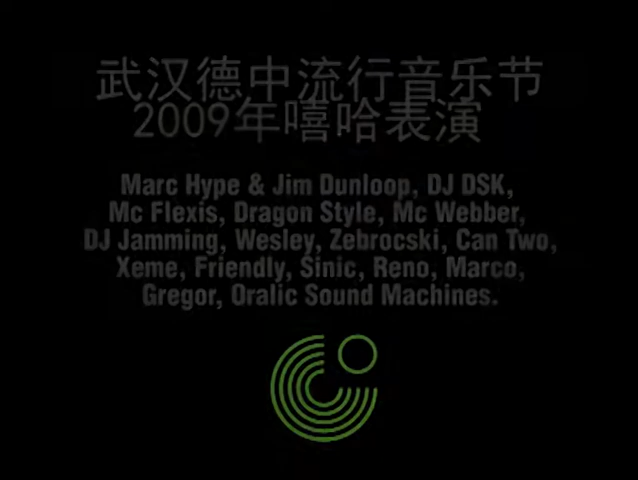 武汉德中流行音乐节
2009年嘻哈表演
Marc Hype & Jim Dunloop, DJ DSK,
Mc Flexis, Dragon Style, Mc Webber,
DJ Jamming, Wesley, Zebrocski, Can Two,
Xeme, Friendly, Sinic, Reno, Marco,
Gregor, Oralic Sound Machines.